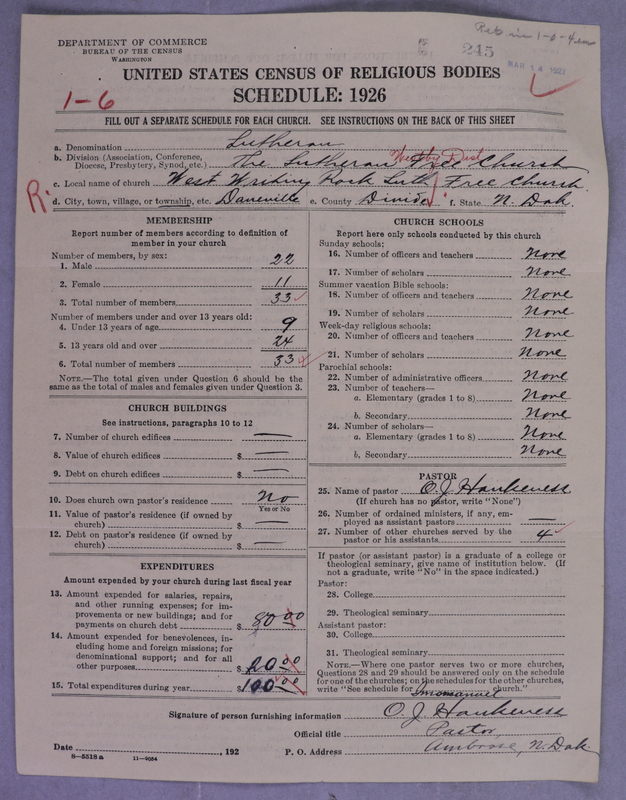 DEPARTMENT OF COMMERCE
BUREAU OF THE CENSUS
WASHINGTON
245
MAR 14 1927
UNITED STATES CENSUS OF RELIGIOUS BODIES
1-6
SCHEDULE: 1926
FILL OUT A SEPARATE SCHEDULE FOR EACH CHURCH. SEE INSTRUCTIONS ON THE BACK OF THIS SHEET
a. Denomination Lutheran
b. Division (Association, Conference, Diocese, Presbytery, Synod, etc.) The Lutheran Free Church
c. Local name of church West Writing Rock Luth. Free Church
R. d. City, town, village, or township, etc. Daneville e. County Divide f. State N. Dak.
MEMBERSHIP
Report number of members according to definition of member in your church
Number of members, by sex:
1. Male 22
2. Female 11
3. Total number of members 33
Number of members under and over 13 years old:
4. Under 13 years of age 9
5. 13 years old and over 24
6. Total number of members 33
NOTE.—The total given under Question 6 should be the same as the total of males and females given under Question 3.
CHURCH BUILDINGS
See instructions, paragraphs 10 to 12
7. Number of church edifices —
8. Value of church edifices $ —
9. Debt on church edifices $ —
10. Does church own pastor's residence No
Yes or No
11. Value of pastor's residence (if owned by church) $ —
12. Debt on pastor's residence (if owned by church) $ —
EXPENDITURES
Amount expended by your church during last fiscal year
13. Amount expended for salaries, repairs, and other running expenses; for improvements or new buildings; and for payments on church debt $ 80.00
14. Amount expended for benevolences, including home and foreign missions; for denominational support; and for all other purposes $ 20.00
15. Total expenditures during year $ 100.00
CHURCH SCHOOLS
Report here only schools conducted by this church
Sunday schools:
16. Number of officers and teachers None
17. Number of scholars None
Summer vacation Bible schools:
18. Number of officers and teachers None
19. Number of scholars None
Week-day religious schools:
20. Number of officers and teachers None
21. Number of scholars None
Parochial schools:
22. Number of administrative officers None
23. Number of teachers—
a. Elementary (grades 1 to 8) None
b. Secondary None
24. Number of scholars—
a. Elementary (grades 1 to 8) None
b. Secondary None
PASTOR
25. Name of pastor O. J. Haukeness
(If church has no pastor, write "None")
26. Number of ordained ministers, if any, employed as assistant pastors —
27. Number of other churches served by the pastor or his assistants 4
If pastor (or assistant pastor) is a graduate of a college or theological seminary, give name of institution below. (If not a graduate, write "No" in the space indicated.)
Pastor:
28. College
29. Theological seminary
Assistant pastor:
30. College
31. Theological seminary
NOTE.—Where one pastor serves two or more churches, Questions 28 and 29 should be answered only on the schedule for one of the churches; on the schedules for the other churches, write "See schedule for Immanuel church."
Signature of person furnishing information O. J. Haukeness
Official title Pastor
Date , 192 P. O. Address Ambrose, N. Dak.
8—5318 a 11—9054